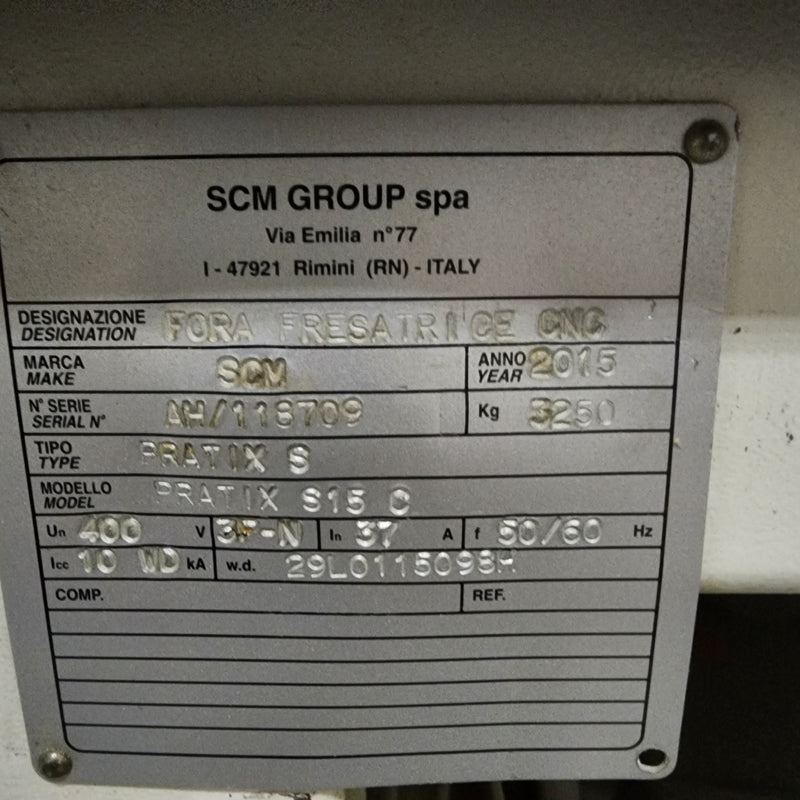 SCM GROUP spa
Via Emilia n°77
I - 47921 Rimini (RN) - ITALY
DESIGNAZIONE FORA FRESATRICE CNC
DESIGNATION
MARCA SCM ANNO 2015
MAKE YEAR
N° SERIE AH/118709 Kg 3250
SERIAL N°
TIPO PRATIX S
TYPE
MODELLO PRATIX S15 C
MODEL
Un 400 V 3F-N In 37 A f 50/60 Hz
Icc 10 WD kA w.d. 29L0115098H
COMP. REF.